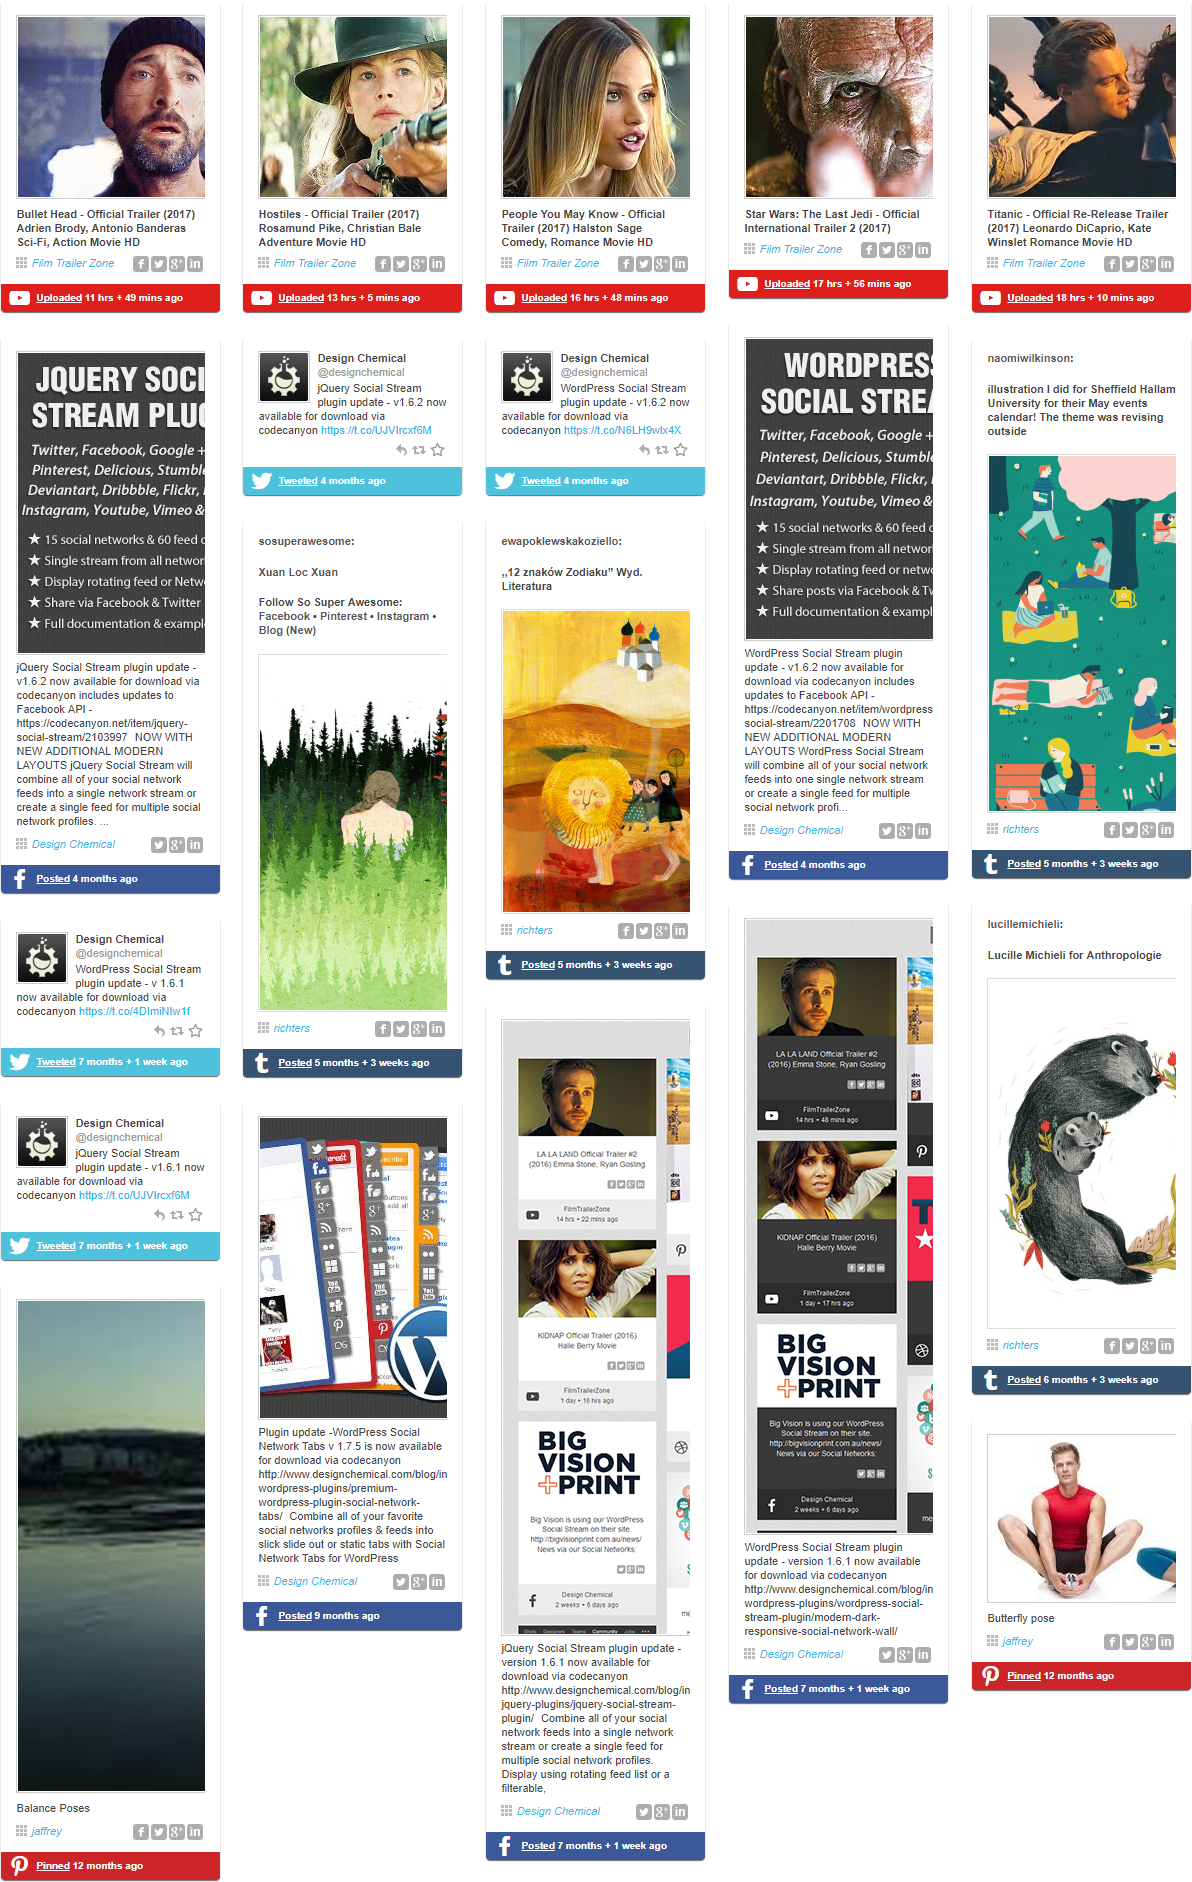 Bullet Head - Official Trailer (2017)
Adrien Brody, Antonio Banderas
Sci-Fi, Action Movie HD
Film Trailer Zone
Uploaded 11 hrs + 49 mins ago
Hostiles - Official Trailer (2017)
Rosamund Pike, Christian Bale
Adventure Movie HD
Film Trailer Zone
Uploaded 13 hrs + 5 mins ago
People You May Know - Official
Trailer (2017) Halston Sage
Comedy, Romance Movie HD
Film Trailer Zone
Uploaded 16 hrs + 48 mins ago
Star Wars: The Last Jedi - Official
International Trailer 2 (2017)
Film Trailer Zone
Uploaded 17 hrs + 56 mins ago
Titanic - Official Re-Release Trailer
(2017) Leonardo DiCaprio, Kate
Winslet Romance Movie HD
Film Trailer Zone
Uploaded 18 hrs + 10 mins ago
JQUERY SOCI
STREAM PLUG
Twitter, Facebook, Google +
Pinterest, Delicious, Stumble
Deviantart, Dribbble, Flickr,
Instagram, Youtube, Vimeo &
★ 15 social networks & 60 feed o
★ Single stream from all networ
★ Display rotating feed or Netwo
★ Share via Facebook & Twitter
★ Full documentation & exampl
jQuery Social Stream plugin update -
v1.6.2 now available for download via
codecanyon includes updates to
Facebook API -
https://codecanyon.net/item/jquery-
social-stream/2103997 NOW WITH
NEW ADDITIONAL MODERN
LAYOUTS jQuery Social Stream will
combine all of your social network
feeds into a single network stream or
create a single feed for multiple social
network profiles. ...
Design Chemical
Posted 4 months ago
Design Chemical
@designchemical
WordPress Social Stream
plugin update - v 1.6.1
now available for download via
codecanyon https://t.co/4DImiNIw1f
Tweeted 7 months + 1 week ago
Design Chemical
@designchemical
jQuery Social Stream
plugin update - v1.6.1 now
available for download via
codecanyon https://t.co/UJVIrcxf6M
Tweeted 7 months + 1 week ago
Balance Poses
jaffrey
Pinned 12 months ago
Design Chemical
@designchemical
jQuery Social Stream
plugin update - v1.6.2 now
available for download via
codecanyon https://t.co/UJVIrcxf6M
Tweeted 4 months ago
sosuperawesome:
Xuan Loc Xuan
Follow So Super Awesome:
Facebook • Pinterest • Instagram •
Blog (New)
richters
Posted 5 months + 3 weeks ago
Plugin update -WordPress Social
Network Tabs v 1.7.5 is now available
for download via codecanyon
http://www.designchemical.com/blog/in
wordpress-plugins/premium-
wordpress-plugin-social-network-
tabs/ Combine all of your favorite
social networks profiles & feeds into
slick slide out or static tabs with Social
Network Tabs for WordPress
Design Chemical
Posted 9 months ago
Design Chemical
@designchemical
WordPress Social Stream
plugin update - v1.6.2 now
available for download via
codecanyon https://t.co/N6LH9wlx4X
Tweeted 4 months ago
ewapoklewskakoziello:
„12 znaków Zodiaku” Wyd.
Literatura
richters
Posted 5 months + 3 weeks ago
LA LA LAND Official Trailer #2
(2016) Emma Stone, Ryan Gosling
FilmTrailerZone
14 hrs + 22 mins ago
KIDNAP Official Trailer (2016)
Halle Berry Movie
FilmTrailerZone
1 day + 16 hrs ago
BIG
VISION
+PRINT
Big Vision is using our WordPress
Social Stream on their site.
http://bigvisionprint.com.au/news/
News via our Social Networks:
Design Chemical
2 weeks + 6 days ago
jQuery Social Stream plugin update -
version 1.6.1 now available for
download via codecanyon
http://www.designchemical.com/blog/in
jquery-plugins/jquery-social-stream-
plugin/ Combine all of your social
network feeds into a single network
stream or create a single feed for
multiple social network profiles.
Display using rotating feed list or a
filterable,
Design Chemical
Posted 7 months + 1 week ago
WORDPRESS
SOCIAL STREA
Twitter, Facebook, Google +
Pinterest, Delicious, Stumble
Deviantart, Dribbble, Flickr,
Instagram, Youtube, Vimeo &
★ 15 social networks & 60 feed o
★ Single stream from all networ
★ Display rotating feed or netwo
★ Share posts via Facebook & Tw
★ Full documentation & exampl
WordPress Social Stream plugin
update - v1.6.2 now available for
download via codecanyon includes
updates to Facebook API -
https://codecanyon.net/item/wordpress
social-stream/2201708 NOW WITH
NEW ADDITIONAL MODERN
LAYOUTS WordPress Social Stream
will combine all of your social network
feeds into one single network stream
or create a single feed for multiple
social network profi...
Design Chemical
Posted 4 months ago
LA LA LAND Official Trailer #2
(2016) Emma Stone, Ryan Gosling
FilmTrailerZone
14 hrs + 48 mins ago
KIDNAP Official Trailer (2016)
Halle Berry Movie
FilmTrailerZone
1 day + 17 hrs ago
BIG
VISION
+PRINT
Big Vision is using our WordPress
Social Stream on their site.
http://bigvisionprint.com.au/news/
News via our Social Networks:
Design Chemical
2 weeks + 6 days ago
WordPress Social Stream plugin
update - version 1.6.1 now available
for download via codecanyon
http://www.designchemical.com/blog/in
wordpress-plugins/wordpress-social-
stream-plugin/modern-dark-
responsive-social-network-wall/
Design Chemical
Posted 7 months + 1 week ago
naomiwilkinson:
illustration I did for Sheffield Hallam
University for their May events
calendar! The theme was revising
outside
richters
Posted 5 months + 3 weeks ago
lucillemichieli:
Lucille Michieli for Anthropologie
richters
Posted 6 months + 3 weeks ago
Butterfly pose
jaffrey
Pinned 12 months ago